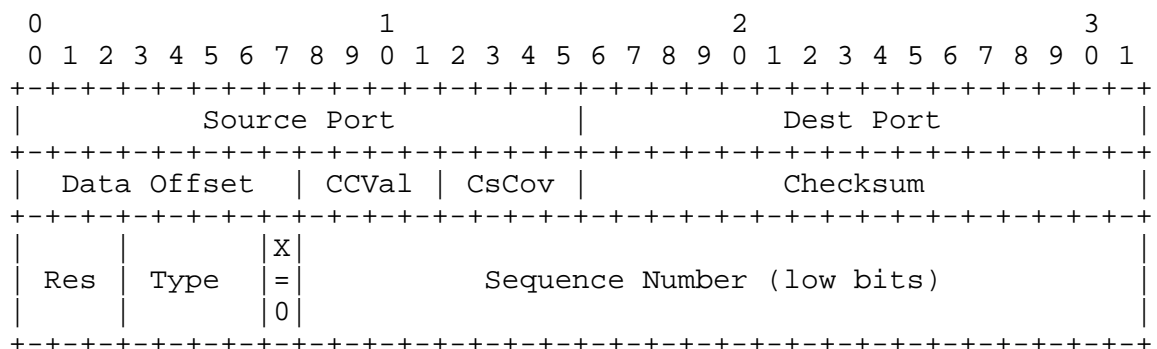 0                   1                   2                   3
 0 1 2 3 4 5 6 7 8 9 0 1 2 3 4 5 6 7 8 9 0 1 2 3 4 5 6 7 8 9 0 1
+-+-+-+-+-+-+-+-+-+-+-+-+-+-+-+-+-+-+-+-+-+-+-+-+-+-+-+-+-+-+-+-+
|          Source Port          |           Dest Port           |
+-+-+-+-+-+-+-+-+-+-+-+-+-+-+-+-+-+-+-+-+-+-+-+-+-+-+-+-+-+-+-+-+
|  Data Offset  | CCVal | CsCov |           Checksum            |
+-+-+-+-+-+-+-+-+-+-+-+-+-+-+-+-+-+-+-+-+-+-+-+-+-+-+-+-+-+-+-+-+
|     |       |X|                                               |
| Res | Type  |=|          Sequence Number (low bits)           |
|     |       |0|                                               |
+-+-+-+-+-+-+-+-+-+-+-+-+-+-+-+-+-+-+-+-+-+-+-+-+-+-+-+-+-+-+-+-+